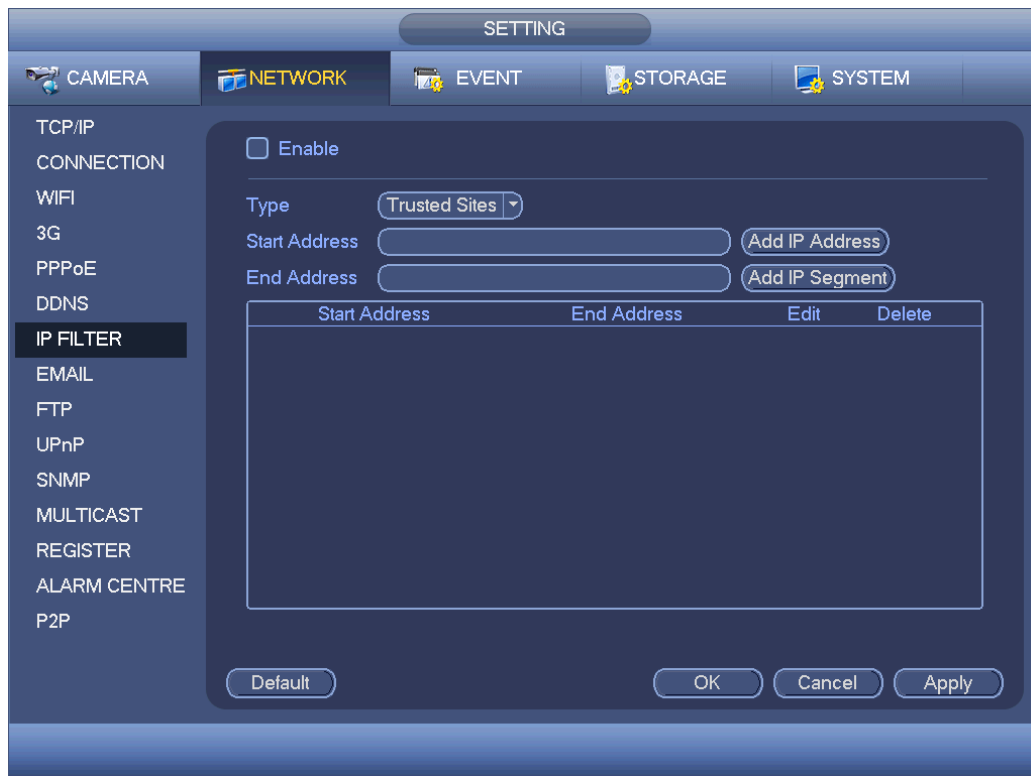 SETTING
CAMERA NETWORK EVENT STORAGE SYSTEM
TCP/IP
CONNECTION
WIFI
3G
PPPoE
DDNS
IP FILTER
EMAIL
FTP
UPnP
SNMP
MULTICAST
REGISTER
ALARM CENTRE
P2P
Enable
Type Trusted Sites
Start Address Add IP Address
End Address Add IP Segment
Start Address End Address Edit Delete
Default OK Cancel Apply